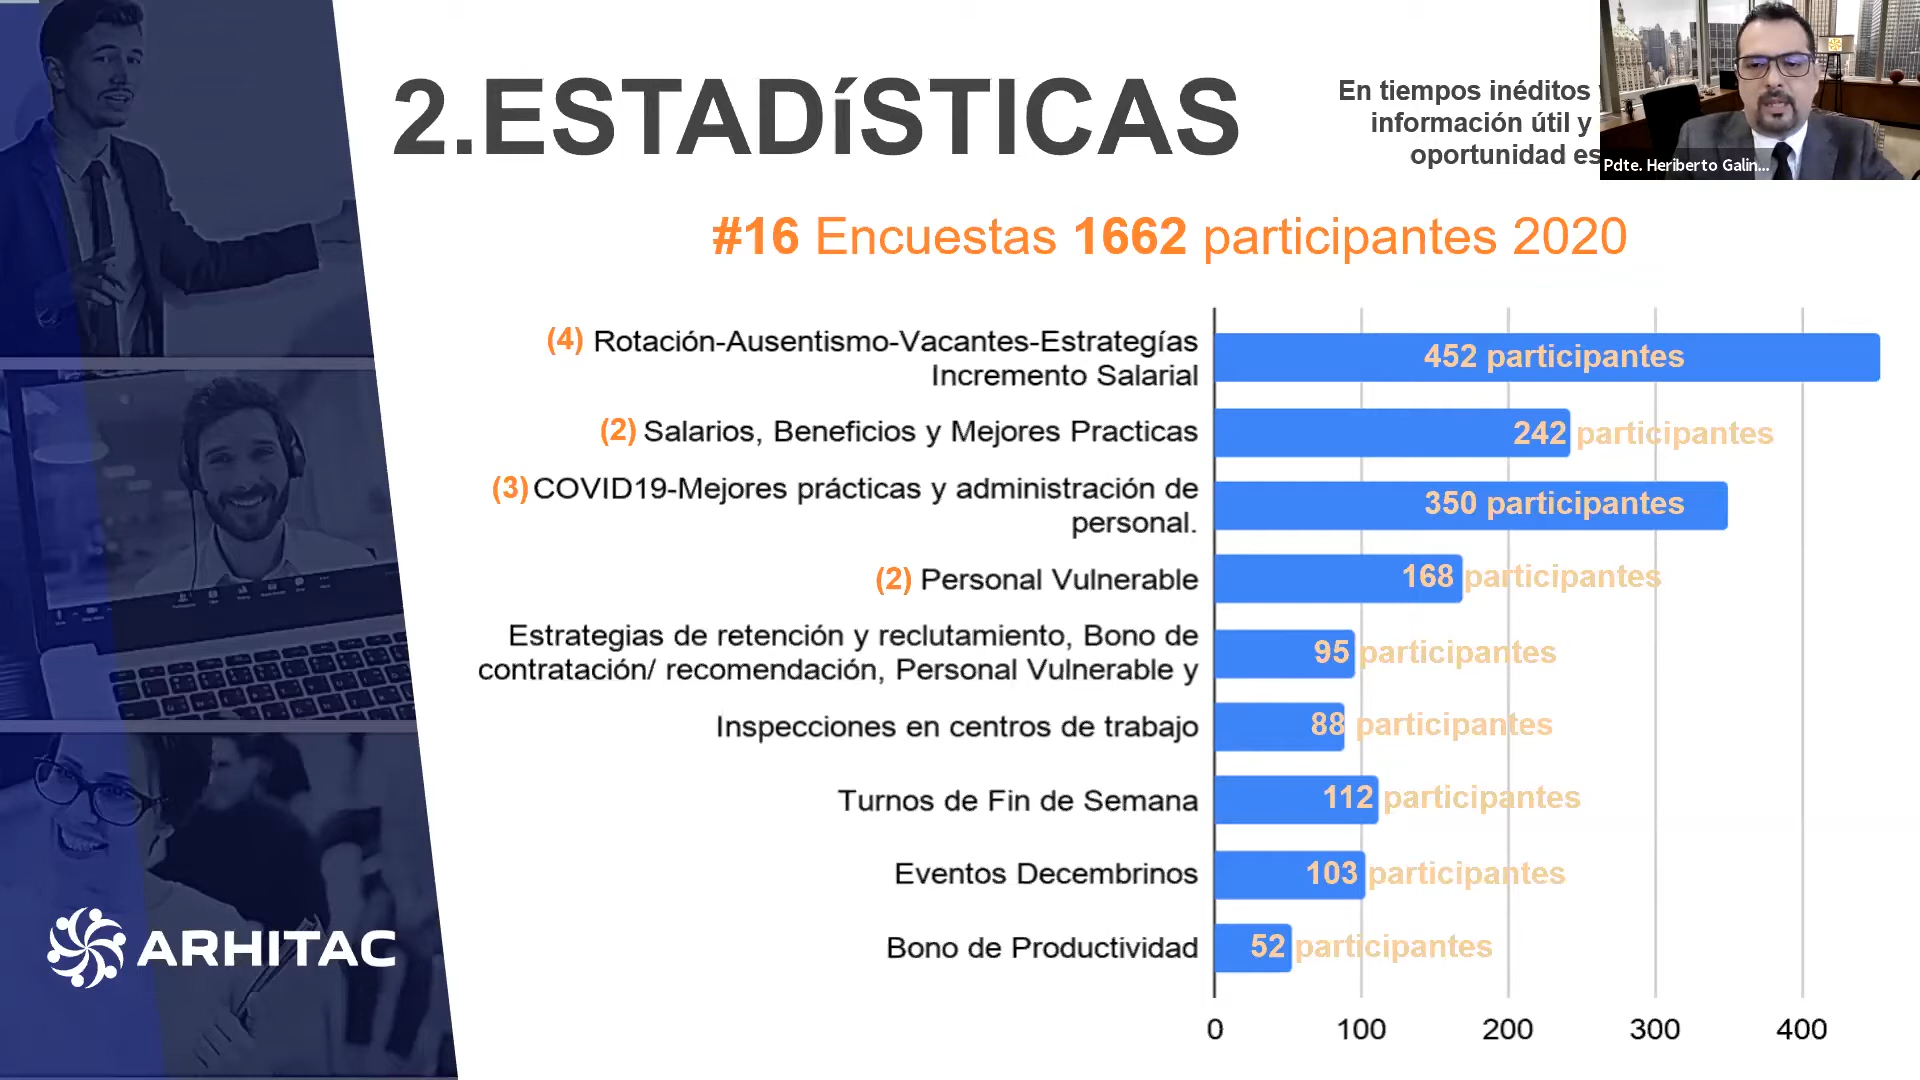 2.ESTADíSTICAS
En tiempos inéditos
información útil y
oportunidad es
Pdte. Heriberto Galin...
#16 Encuestas 1662 participantes 2020
(4) Rotación-Ausentismo-Vacantes-Estrategías
Incremento Salarial
452 participantes
(2) Salarios, Beneficios y Mejores Practicas
242 participantes
(3) COVID19-Mejores prácticas y administración de
personal.
350 participantes
(2) Personal Vulnerable
168 participantes
Estrategias de retención y reclutamiento, Bono de
contratación/ recomendación, Personal Vulnerable y
95 participantes
Inspecciones en centros de trabajo
88 participantes
Turnos de Fin de Semana
112 participantes
Eventos Decembrinos
103 participantes
Bono de Productividad
52 participantes
0 100 200 300 400
ARHITAC